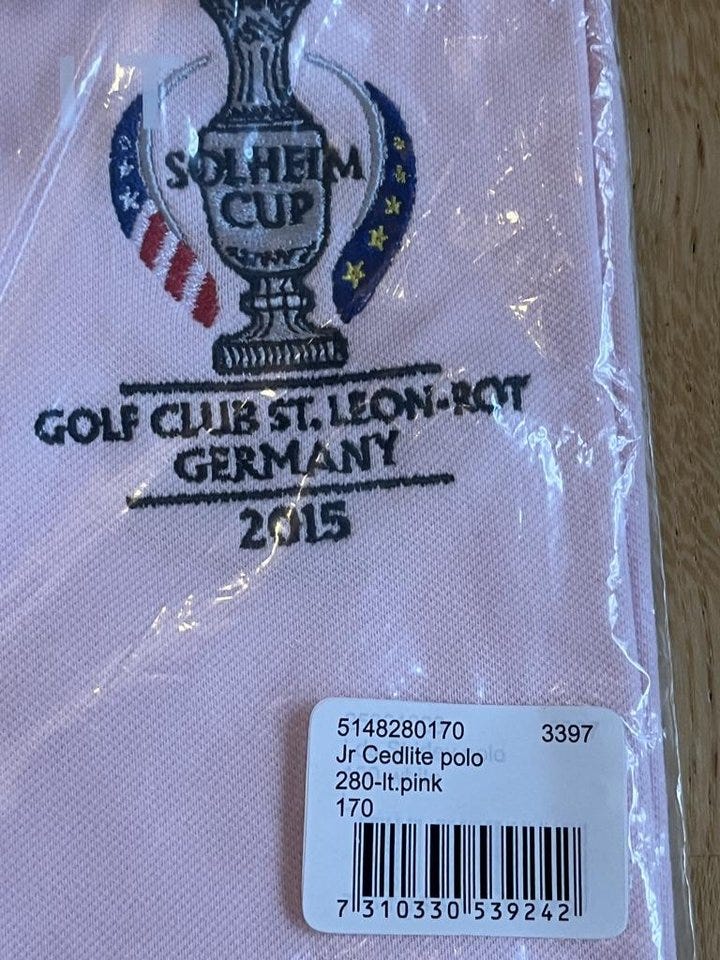 SOLHEIM
CUP
GOLF CLUB ST. LEON-ROT
GERMANY
2015
5148280170 3397
Jr Cedlite polo
280-lt.pink
170
7 310330 539242